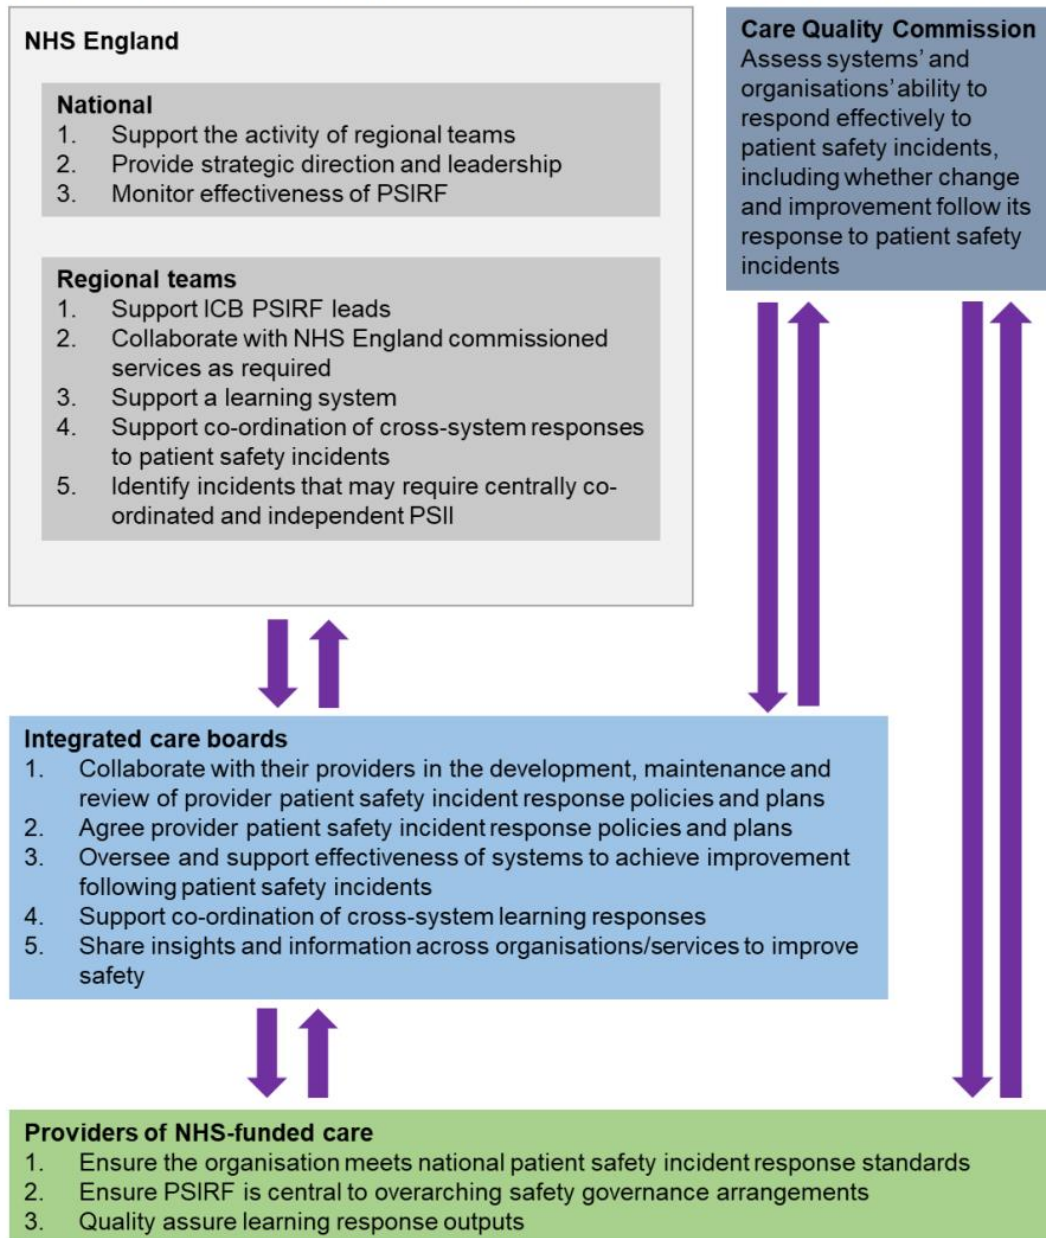 NHS England
National
1. Support the activity of regional teams
2. Provide strategic direction and leadership
3. Monitor effectiveness of PSIRF
Regional teams
1. Support ICB PSIRF leads
2. Collaborate with NHS England commissioned
services as required
3. Support a learning system
4. Support co-ordination of cross-system responses
to patient safety incidents
5. Identify incidents that may require centrally co-
ordinated and independent PSII
Care Quality Commission
Assess systems’ and
organisations’ ability to
respond effectively to
patient safety incidents,
including whether change
and improvement follow its
response to patient safety
incidents
Integrated care boards
1. Collaborate with their providers in the development, maintenance and
review of provider patient safety incident response policies and plans
2. Agree provider patient safety incident response policies and plans
3. Oversee and support effectiveness of systems to achieve improvement
following patient safety incidents
4. Support co-ordination of cross-system learning responses
5. Share insights and information across organisations/services to improve
safety
Providers of NHS-funded care
1. Ensure the organisation meets national patient safety incident response standards
2. Ensure PSIRF is central to overarching safety governance arrangements
3. Quality assure learning response outputs